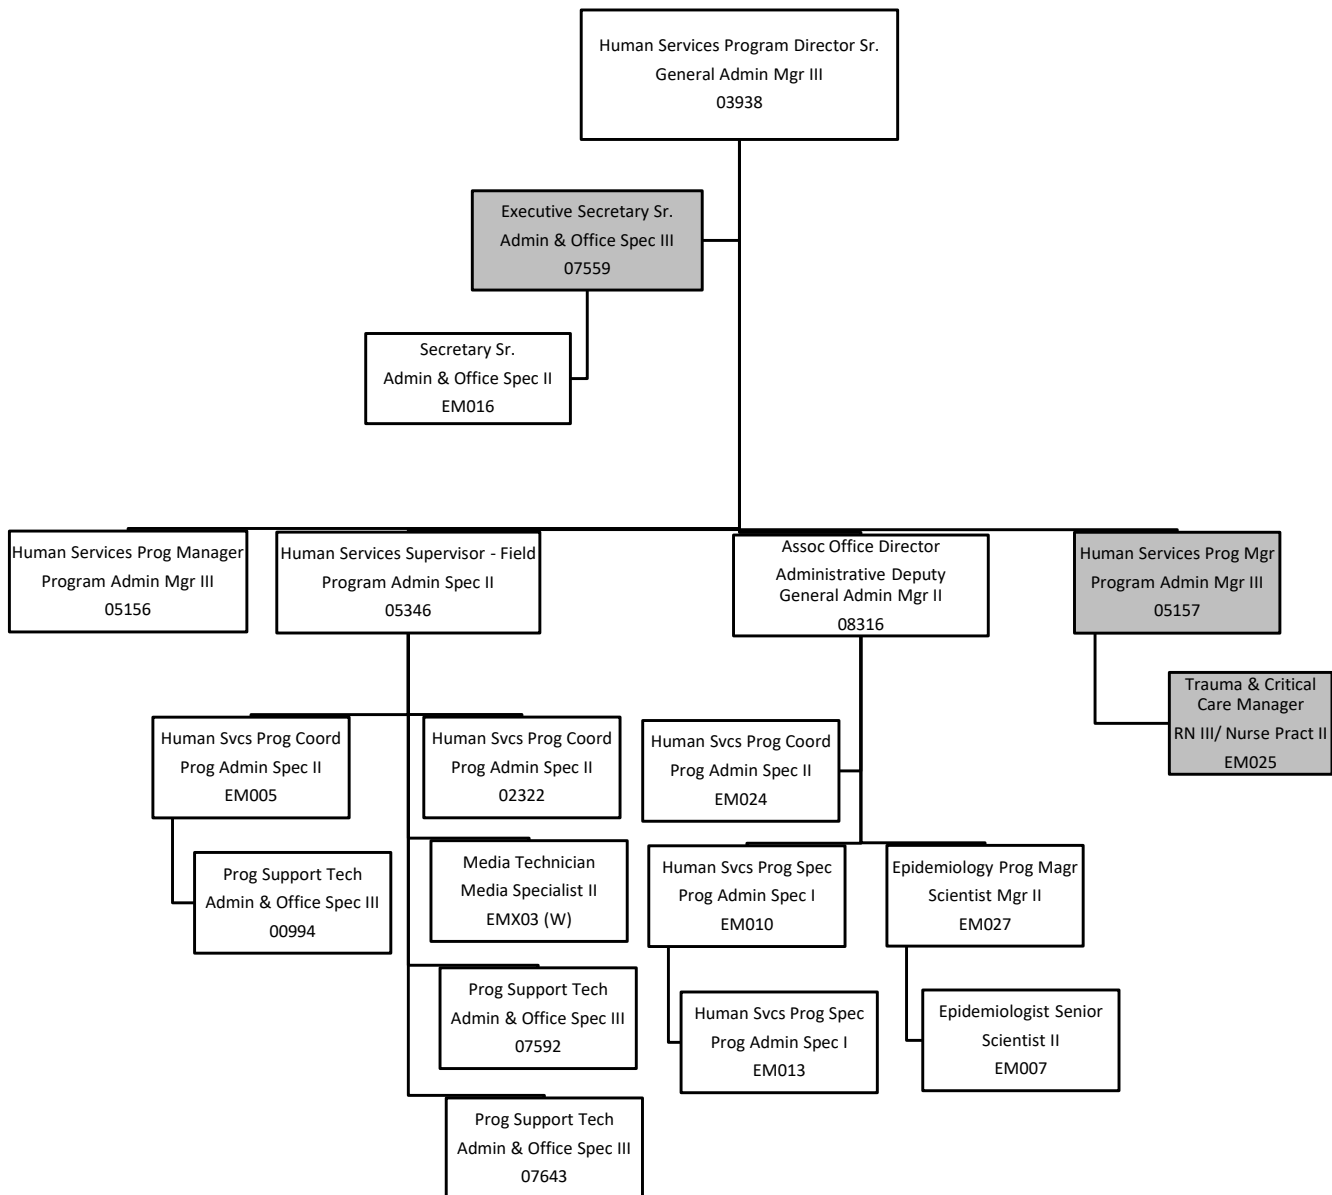 Human Services Program Director Sr.
General Admin Mgr III
03938
Executive Secretary Sr.
Admin & Office Spec III
07559
Secretary Sr.
Admin & Office Spec II
EM016
Human Services Prog Manager
Program Admin Mgr III
05156
Human Services Supervisor - Field
Program Admin Spec II
05346
Assoc Office Director
Administrative Deputy
General Admin Mgr II
08316
Human Services Prog Mgr
Program Admin Mgr III
05157
Trauma & Critical
Care Manager
RN III/ Nurse Pract II
EM025
Human Svcs Prog Coord
Prog Admin Spec II
EM005
Human Svcs Prog Coord
Prog Admin Spec II
02322
Human Svcs Prog Coord
Prog Admin Spec II
EM024
Prog Support Tech
Admin & Office Spec III
00994
Media Technician
Media Specialist II
EMX03 (W)
Human Svcs Prog Spec
Prog Admin Spec I
EM010
Epidemiology Prog Magr
Scientist Mgr II
EM027
Prog Support Tech
Admin & Office Spec III
07592
Human Svcs Prog Spec
Prog Admin Spec I
EM013
Epidemiologist Senior
Scientist II
EM007
Prog Support Tech
Admin & Office Spec III
07643